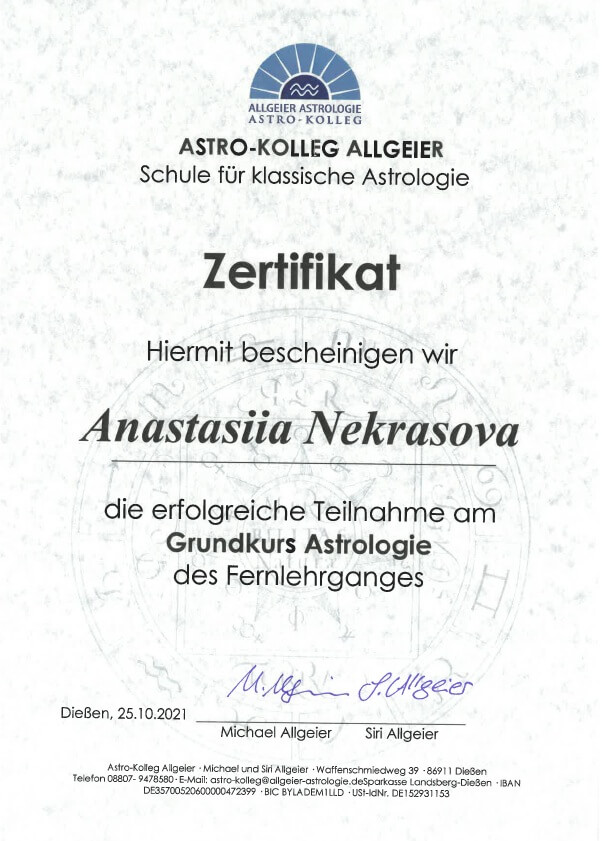 ALLGEIER ASTROLOGIE
ASTRO-KOLLEG
ASTRO-KOLLEG ALLGEIER
Schule für klassische Astrologie
Zertifikat
Hiermit bescheinigen wir
Anastasiia Nekrasova
die erfolgreiche Teilnahme am
Grundkurs Astrologie
des Fernlehrganges
M. Allgeier S. Allgeier
Dießen, 25.10.2021
Michael Allgeier Siri Allgeier
Astro-Kolleg Allgeier · Michael und Siri Allgeier · Waffenschmiedweg 39 · 86911 Dießen
Telefon 08807- 9478580 · E-Mail: astro-kolleg@allgeier-astrologie.deSparkasse Landsberg-Dießen · IBAN
DE35700520600000472399 · BIC BYLADEM1LLD · USt-IdNr. DE152931153